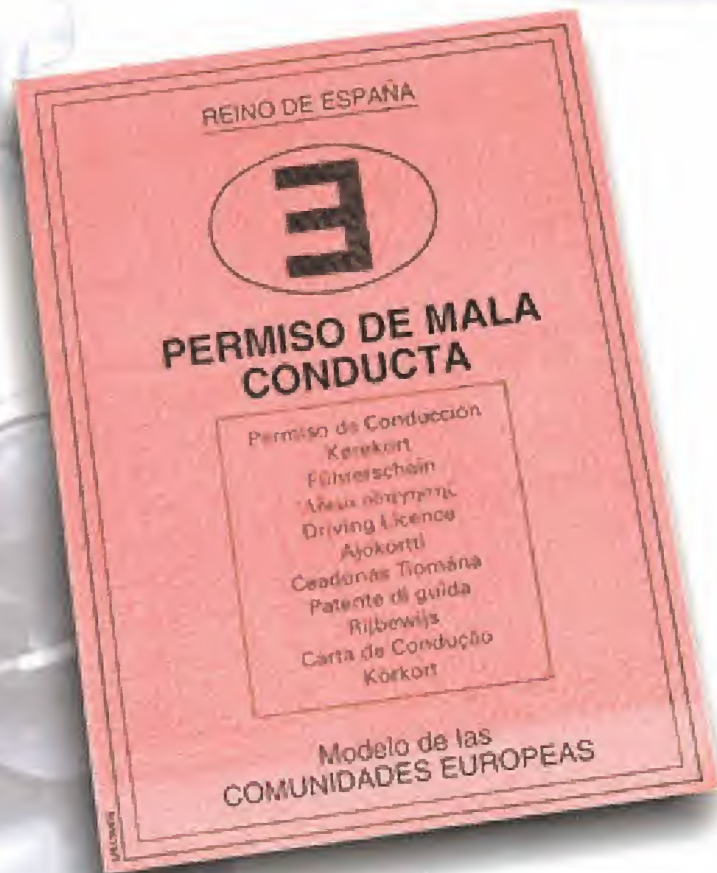 REINO DE ESPAÑA
E
PERMISO DE MALA
CONDUCTA
Permiso de Conducción
Kørekort
Führerschein
Driving Licence
Ajokortti
Ceadúnas Tiomána
Patente di guida
Rijbewijs
Carta de Condução
Körkort
Modelo de las
COMUNIDADES EUROPEAS